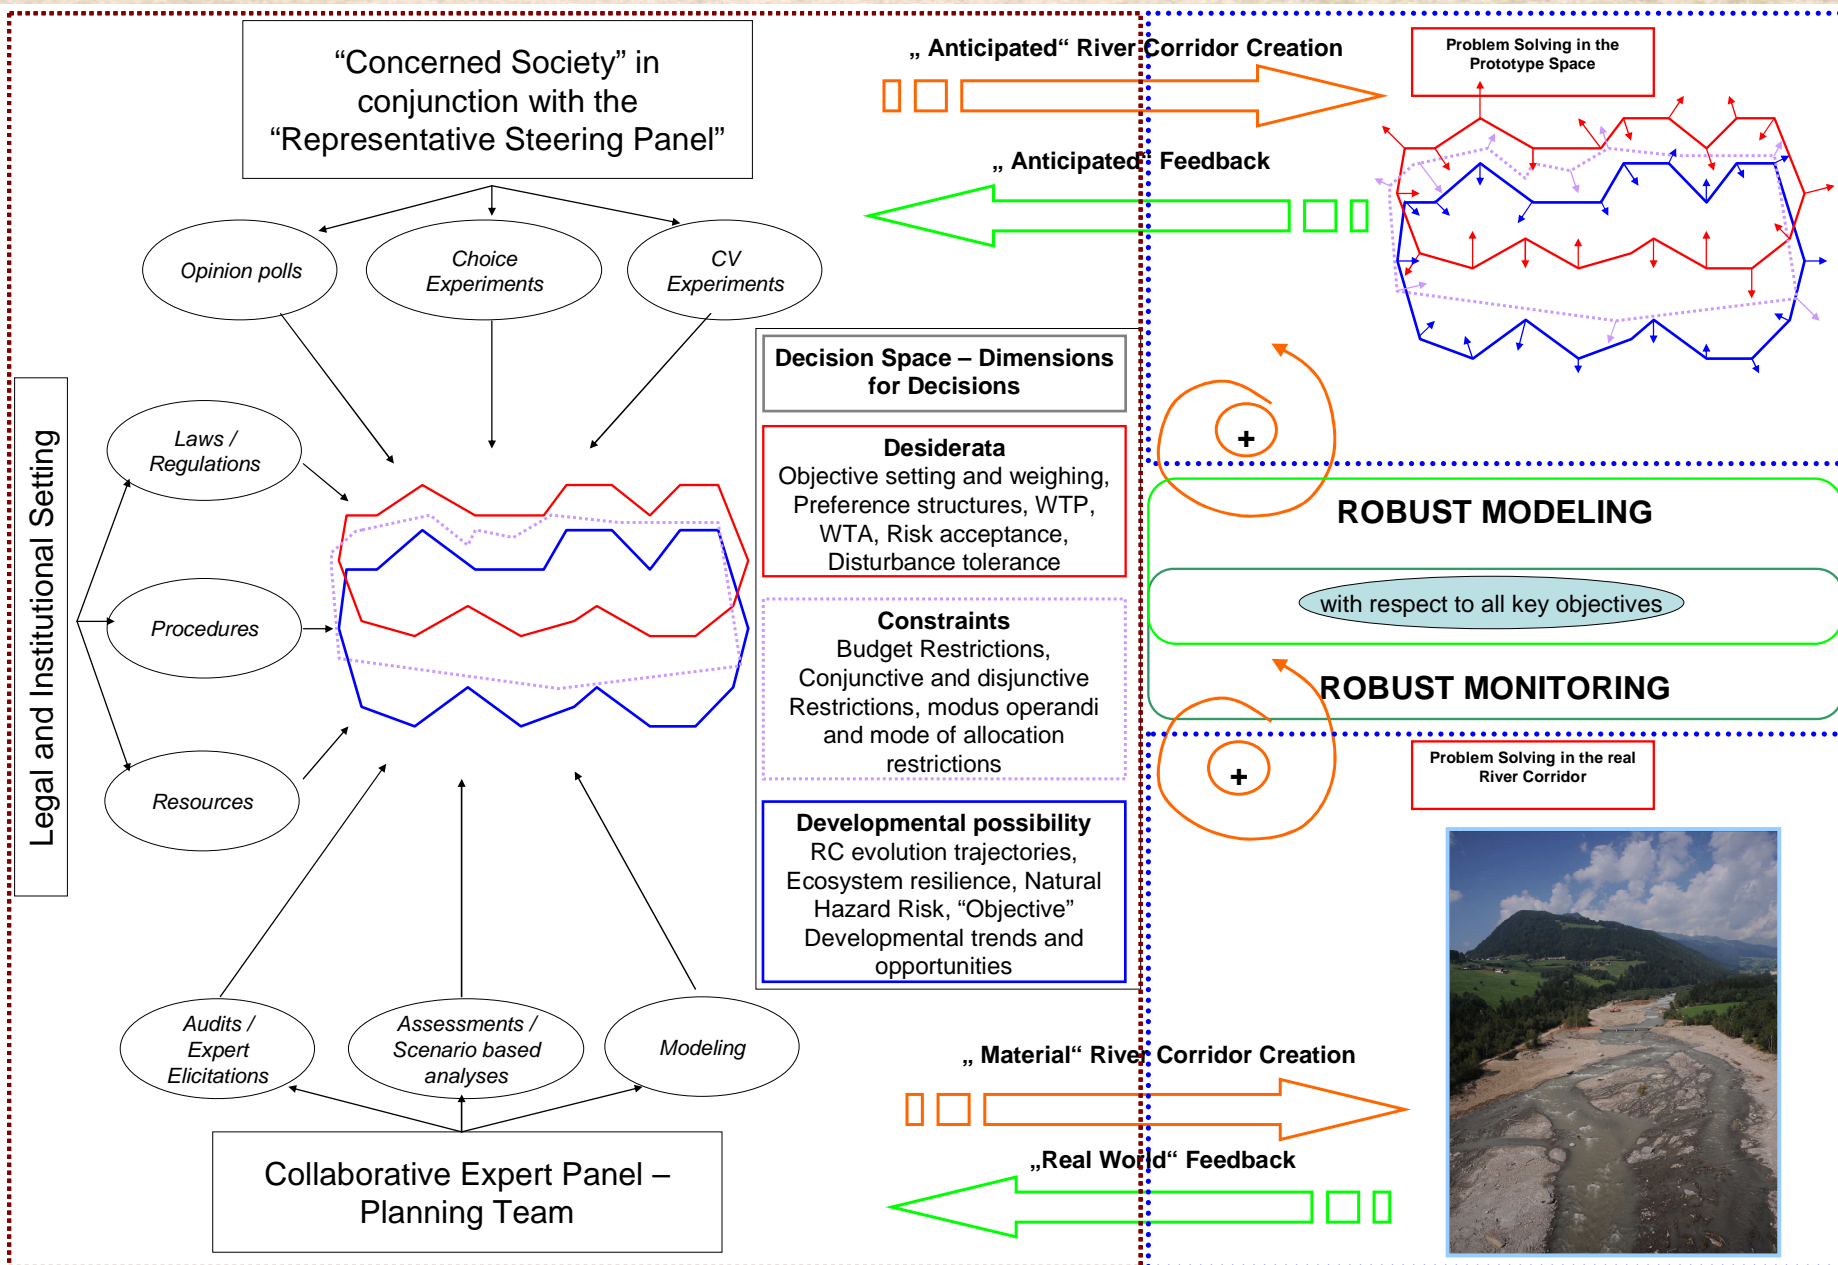 “Concerned Society” in
conjunction with the
“Representative Steering Panel”
„ Anticipated“ River Corridor Creation
Problem Solving in the
Prototype Space
„ Anticipated“ Feedback
Opinion polls
Choice
Experiments
CV
Experiments
Legal and Institutional Setting
Laws /
Regulations
Procedures
Resources
Decision Space – Dimensions
for Decisions
Desiderata
Objective setting and weighing,
Preference structures, WTP,
WTA, Risk acceptance,
Disturbance tolerance
Constraints
Budget Restrictions,
Conjunctive and disjunctive
Restrictions, modus operandi
and mode of allocation
restrictions
Developmental possibility
RC evolution trajectories,
Ecosystem resilience, Natural
Hazard Risk, “Objective”
Developmental trends and
opportunities
+
ROBUST MODELING
with respect to all key objectives
ROBUST MONITORING
+
Problem Solving in the real
River Corridor
Audits /
Expert
Elicitations
Assessments /
Scenario based
analyses
Modeling
„ Material“ River Corridor Creation
„Real World“ Feedback
Collaborative Expert Panel –
Planning Team